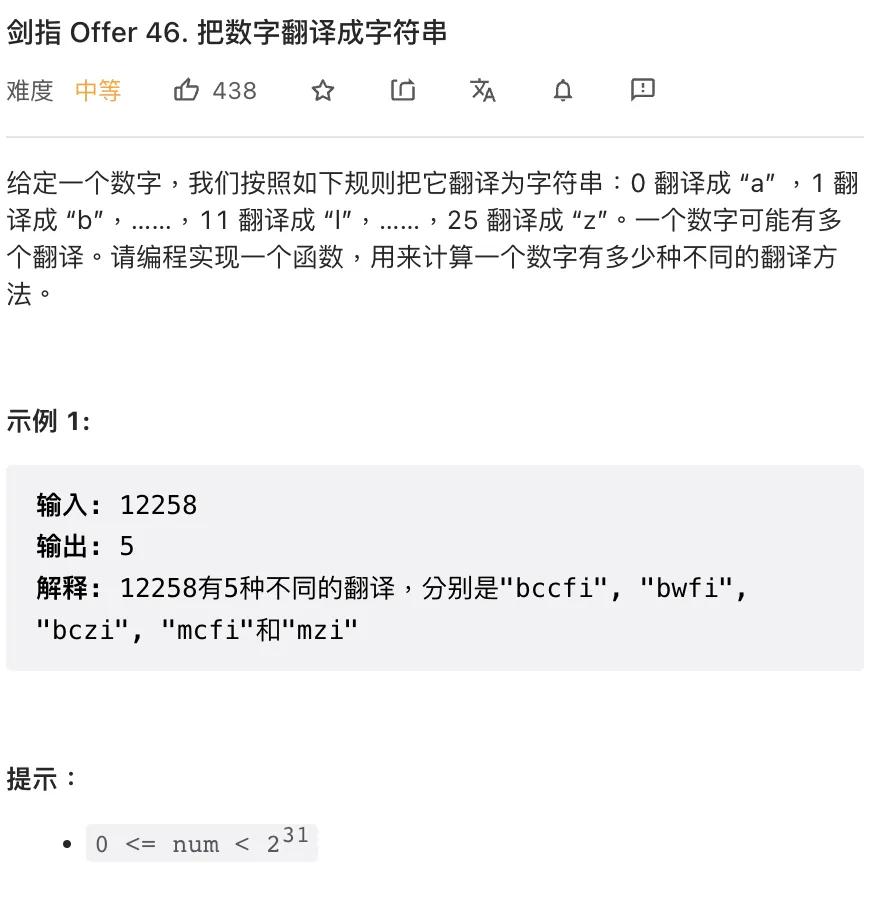 剑指 Offer 46. 把数字翻译成字符串
难度 中等 438
给定一个数字，我们按照如下规则把它翻译为字符串：0 翻译成 “a” ，1 翻
译成 “b”，……，11 翻译成 “l”，……，25 翻译成 “z”。一个数字可能有多
个翻译。请编程实现一个函数，用来计算一个数字有多少种不同的翻译方
法。
示例 1:
输入: 12258
输出: 5
解释: 12258有5种不同的翻译，分别是"bccfi", "bwfi",
"bczi", "mcfi"和"mzi"
提示：
• 0 <= num < 2³¹